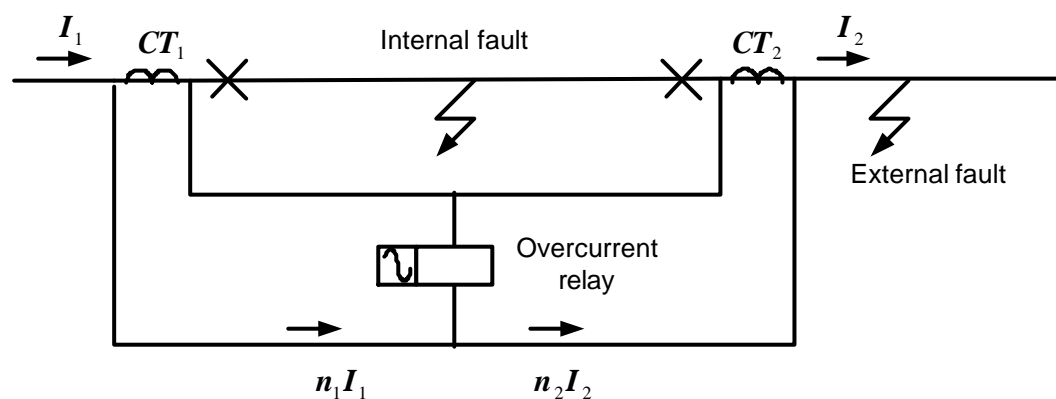 I₁
CT₁
Internal fault
CT₂
I₂
External fault
Overcurrent
relay
n₁I₁
n₂I₂